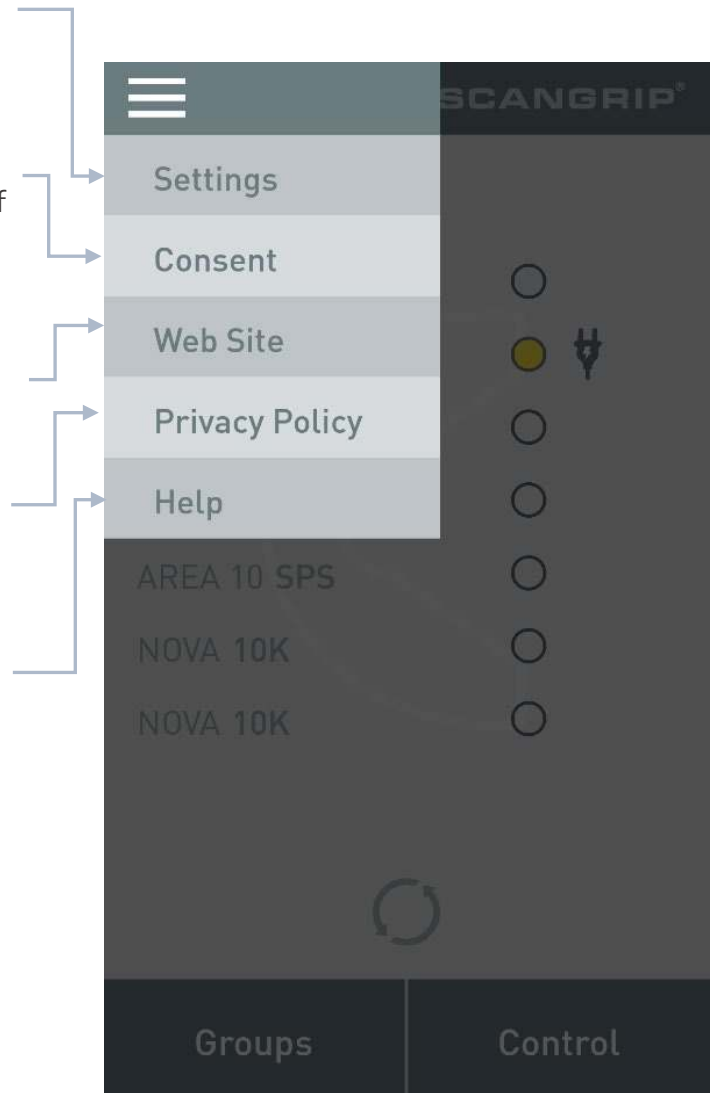 SCANGRIP®
Settings
f
Consent
Web Site
Privacy Policy
Help
AREA 10 SPS
NOVA 10K
NOVA 10K
Groups
Control